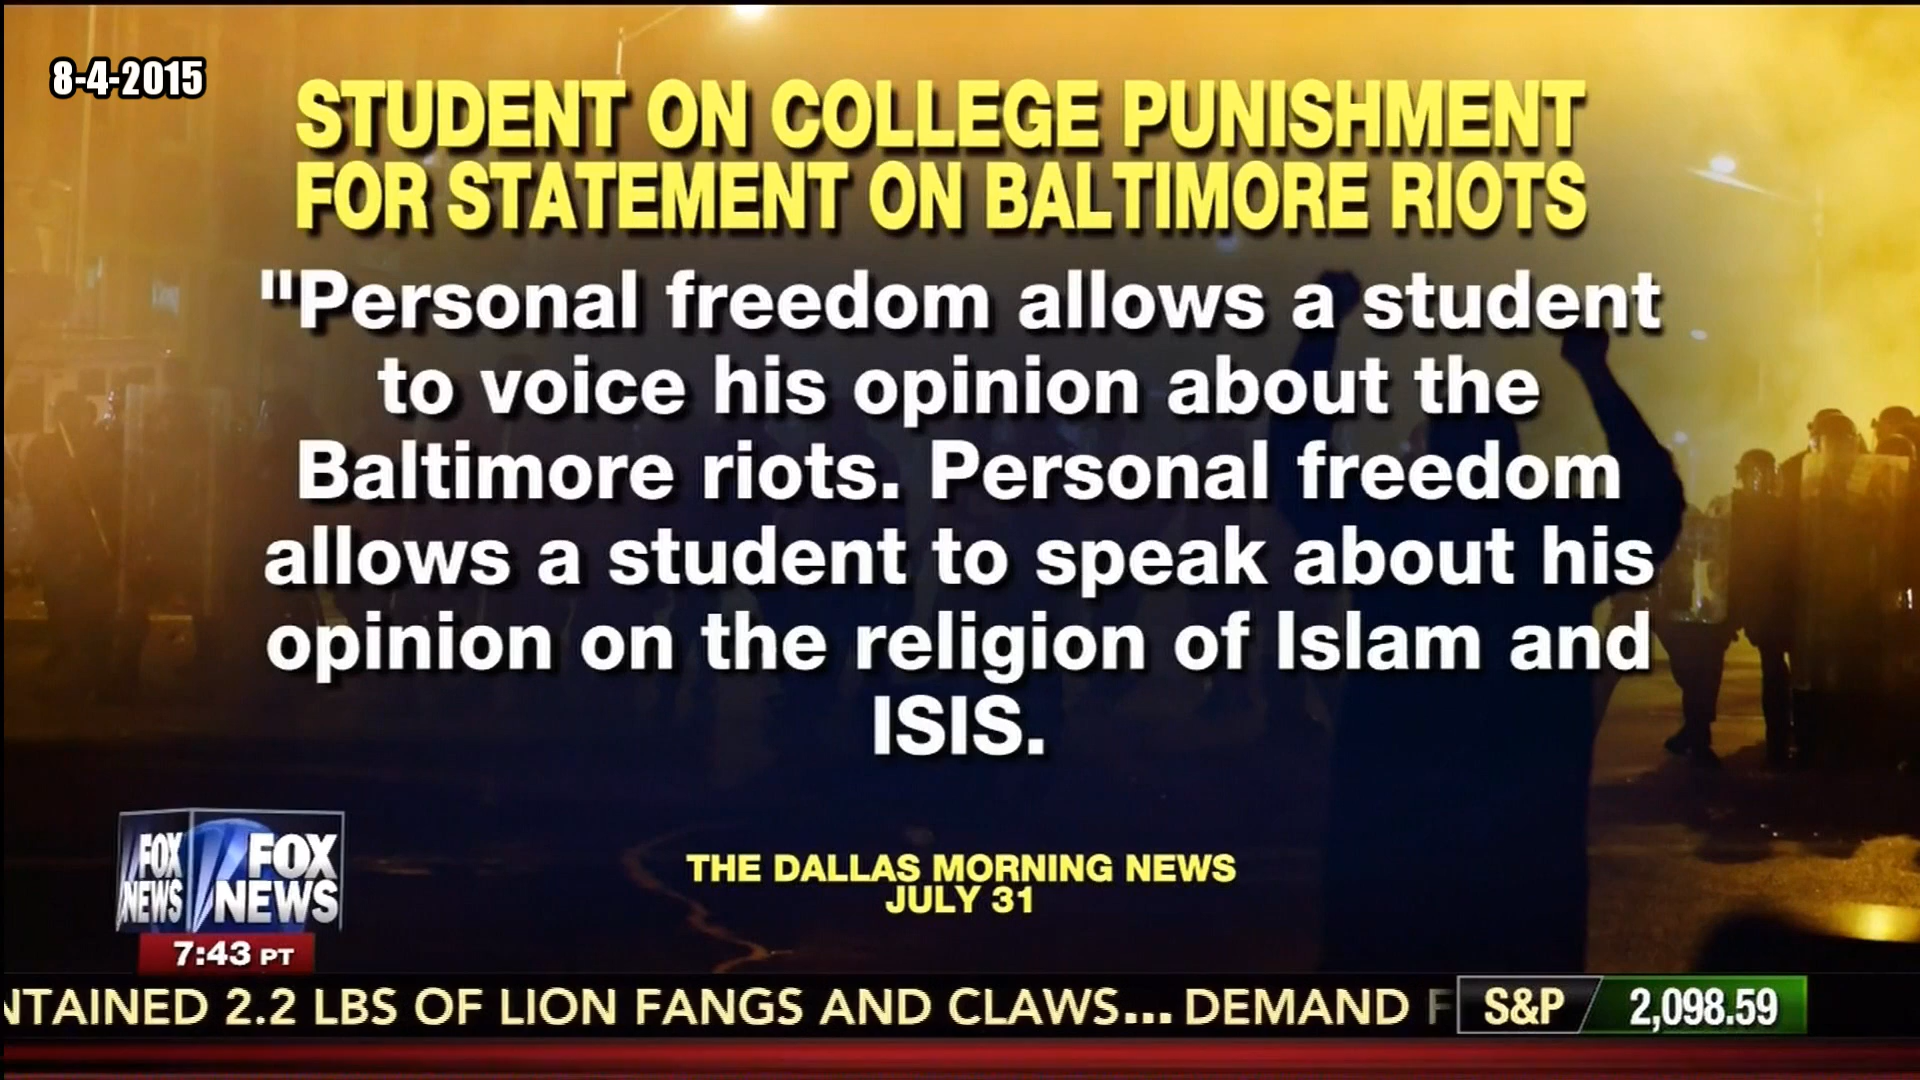 8-4-2015
STUDENT ON COLLEGE PUNISHMENT
FOR STATEMENT ON BALTIMORE RIOTS
"Personal freedom allows a student
to voice his opinion about the
Baltimore riots. Personal freedom
allows a student to speak about his
opinion on the religion of Islam and
ISIS.
THE DALLAS MORNING NEWS
JULY 31
FOX NEWS
FOX NEWS
7:43 PT
NTAINED 2.2 LBS OF LION FANGS AND CLAWS... DEMAND F
S&P 2,098.59